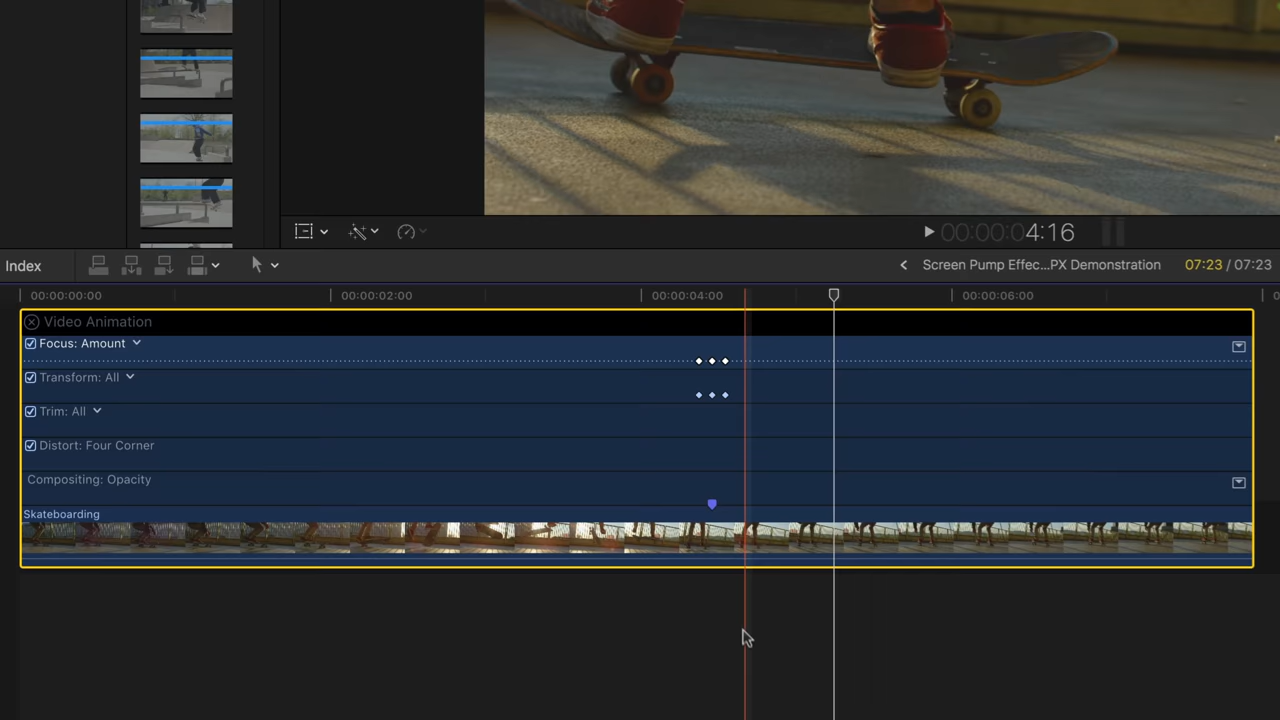 00:00:04:16
Index
Screen Pump Effec...PX Demonstration
07:23 / 07:23
00:00:00:00
00:00:02:00
00:00:04:00
00:00:06:00
Video Animation
Focus: Amount
Transform: All
Trim: All
Distort: Four Corner
Compositing: Opacity
Skateboarding